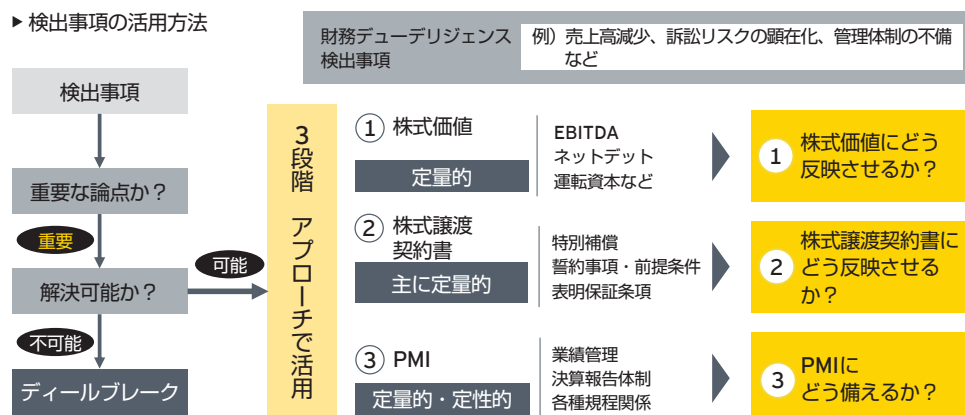 ▶ 検出事項の活用方法
財務デューデリジェンス
検出事項
例）売上高減少、訴訟リスクの顕在化、管理体制の不備
など
検出事項
重要な論点か？
重要
解決可能か？
可能
不可能
ディールブレーク
3段階 アプローチで活用
① 株式価値
定量的
EBITDA
ネットデット
運転資本など
① 株式価値にどう
反映させるか？
② 株式譲渡
契約書
主に定量的
特別補償
誓約事項・前提条件
表明保証条項
② 株式譲渡契約書に
どう反映させる
か？
③ PMI
定量的・定性的
業績管理
決算報告体制
各種規程関係
③ PMIに
どう備えるか？